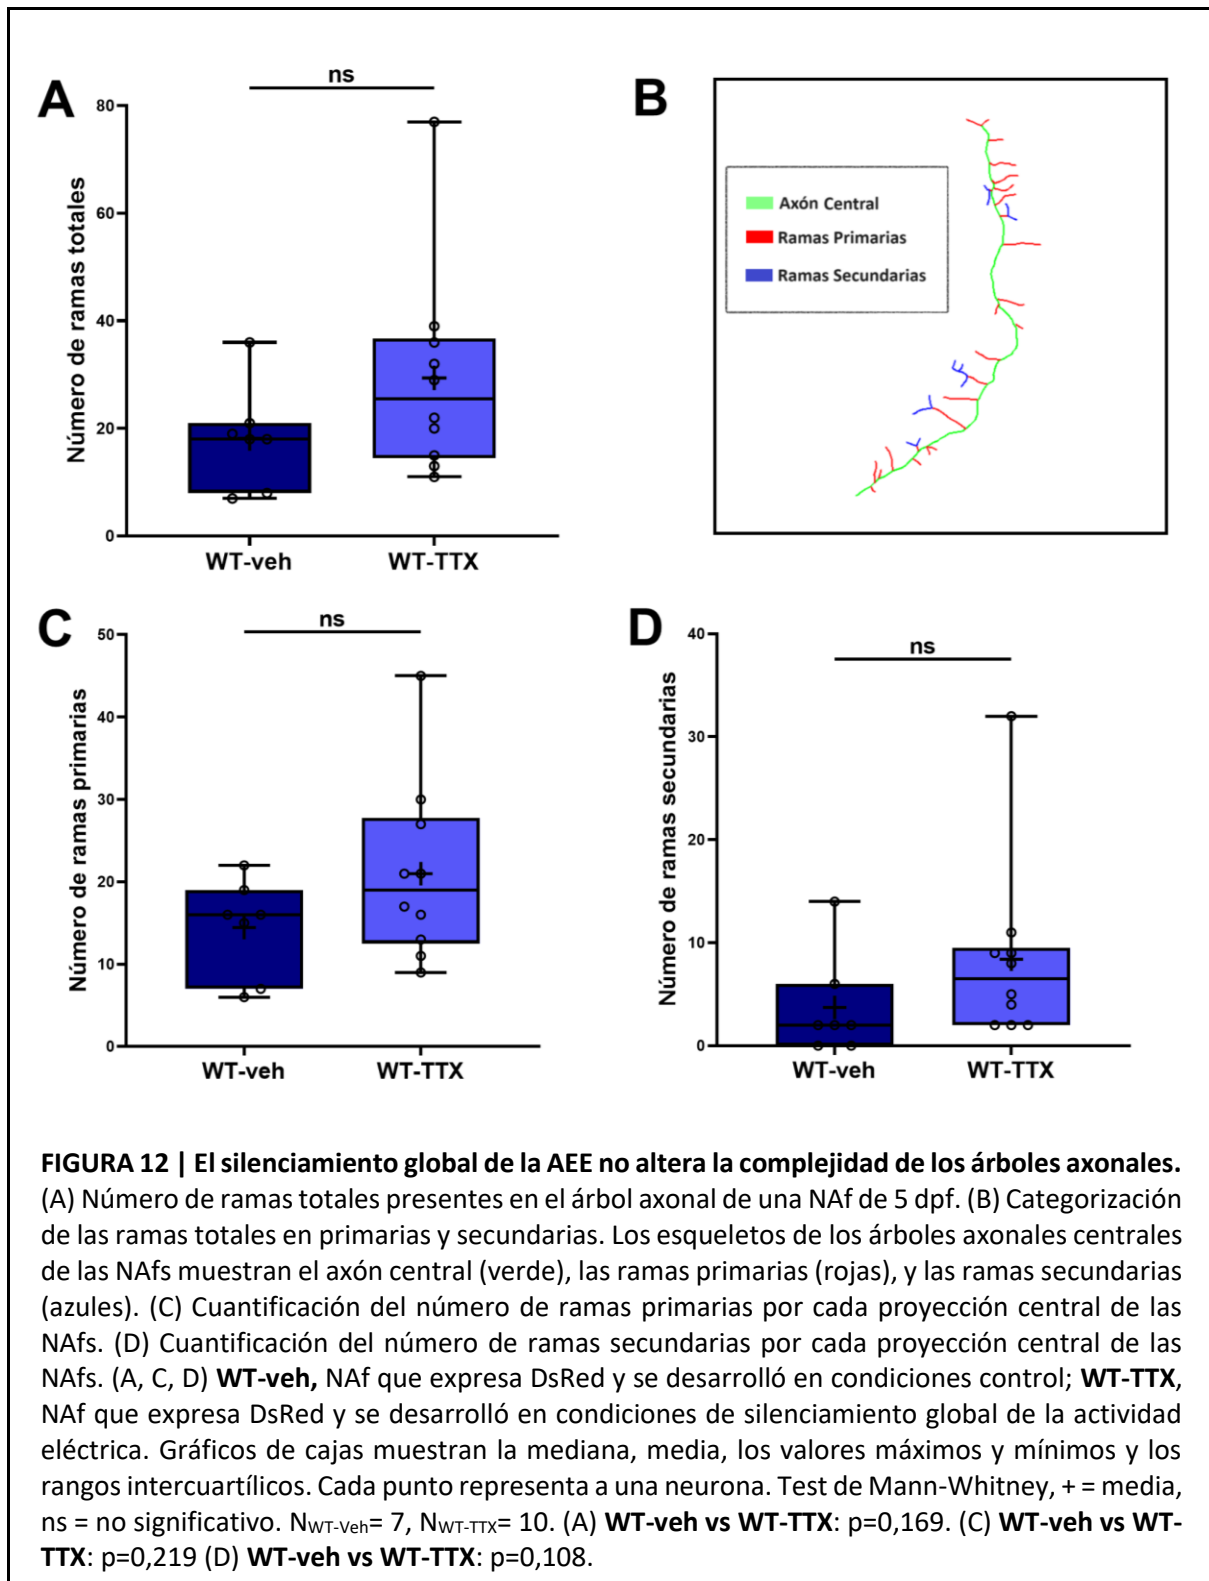 A
ns
Número de ramas totales
80
60
40
20
0
WT-veh
WT-TTX
B
Axón Central
Ramas Primarias
Ramas Secundarias
C
ns
Número de ramas primarias
50
40
30
20
10
0
WT-veh
WT-TTX
D
ns
Número de ramas secundarias
40
30
20
10
0
WT-veh
WT-TTX
FIGURA 12 | El silenciamiento global de la AEE no altera la complejidad de los árboles axonales.
(A) Número de ramas totales presentes en el árbol axonal de una NAf de 5 dpf. (B) Categorización
de las ramas totales en primarias y secundarias. Los esqueletos de los árboles axonales centrales
de las NAfs muestran el axón central (verde), las ramas primarias (rojas), y las ramas secundarias
(azules). (C) Cuantificación del número de ramas primarias por cada proyección central de las
NAfs. (D) Cuantificación del número de ramas secundarias por cada proyección central de las
NAfs. (A, C, D) WT-veh, NAf que expresa DsRed y se desarrolló en condiciones control; WT-TTX,
NAf que expresa DsRed y se desarrolló en condiciones de silenciamiento global de la actividad
eléctrica. Gráficos de cajas muestran la mediana, media, los valores máximos y mínimos y los
rangos intercuartílicos. Cada punto representa a una neurona. Test de Mann-Whitney, + = media,
ns = no significativo. NWT-Veh= 7, NWT-TTX= 10. (A) WT-veh vs WT-TTX: p=0,169. (C) WT-veh vs WT-
TTX: p=0,219 (D) WT-veh vs WT-TTX: p=0,108.